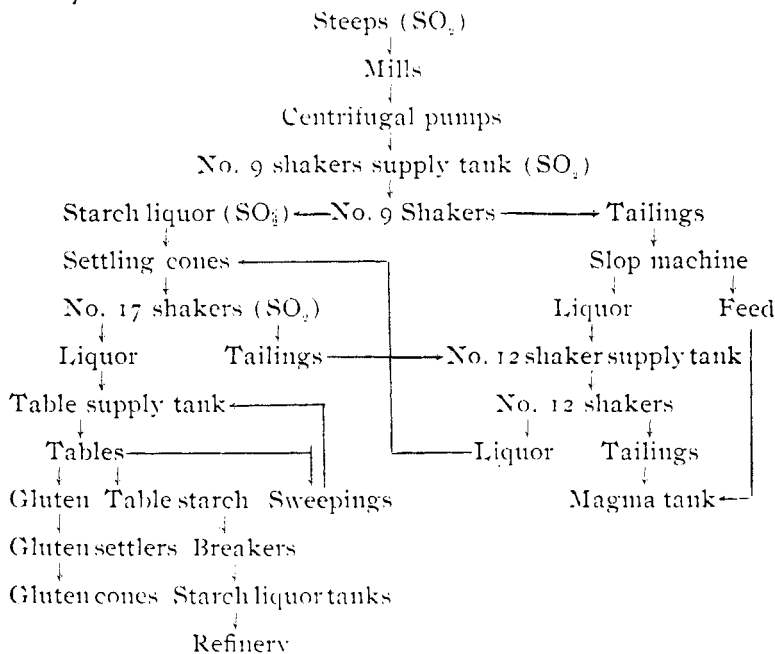 Steeps (SO₂)
Mills
Centrifugal pumps
No. 9 shakers supply tank (SO₂)
Starch liquor (SO₂) No. 9 Shakers Tailings
Settling cones Slop machine
No. 17 shakers (SO₂) Liquor Feed
Liquor Tailings No. 12 shaker supply tank
Table supply tank No. 12 shakers
Tables Liquor Tailings
Gluten Table starch Sweepings Magma tank
Gluten settlers Breakers
Gluten cones Starch liquor tanks
Refinery